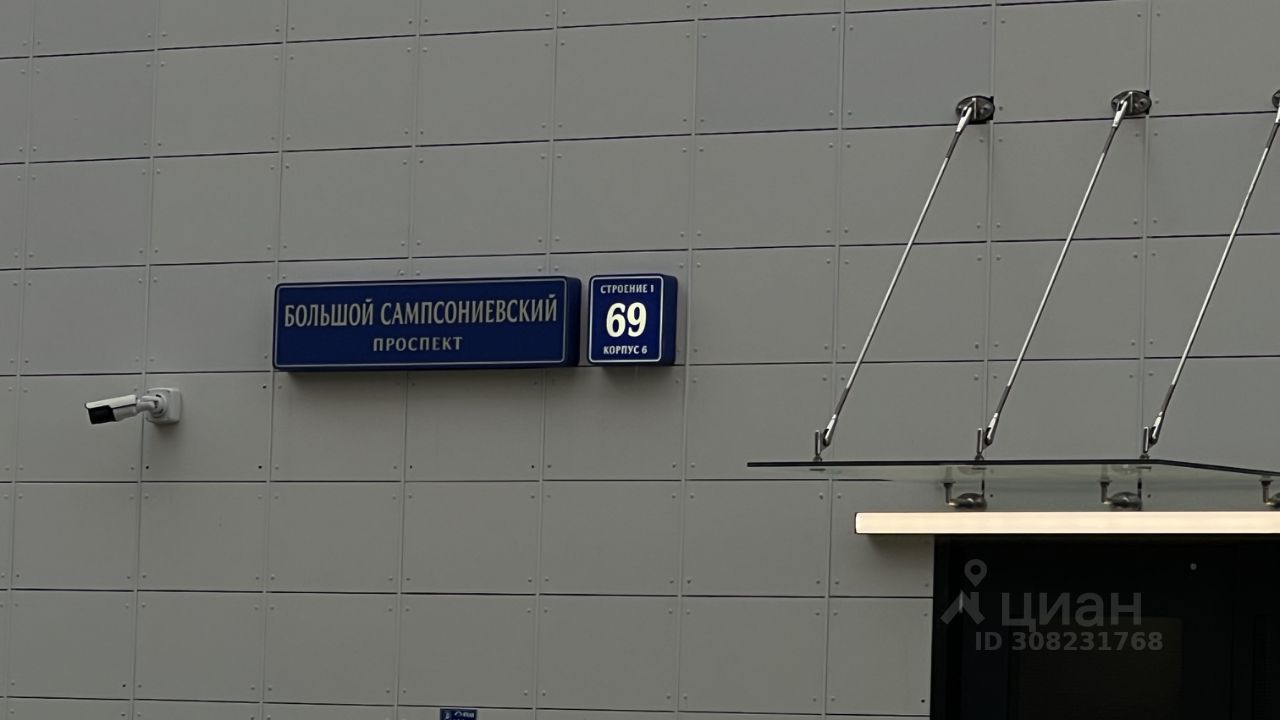 БОЛЬШОЙ САМПСОНИЕВСКИЙ
ПРОСПЕКТ
СТРОЕНИЕ 1
69
КОРПУС 6
циан
ID 308231768